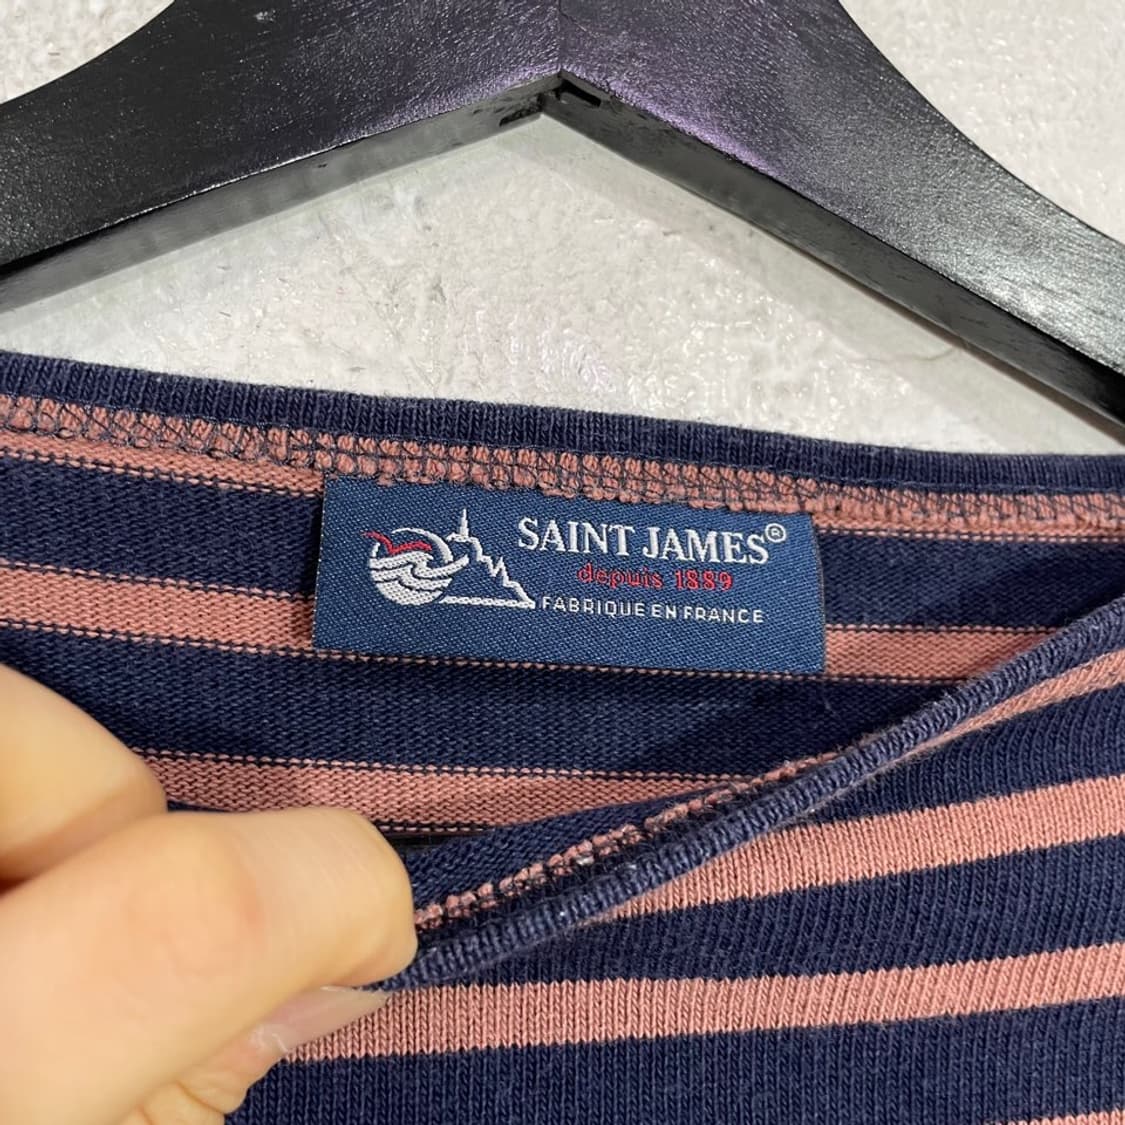 SAINT JAMES®
depuis 1889
FABRIQUE EN FRANCE